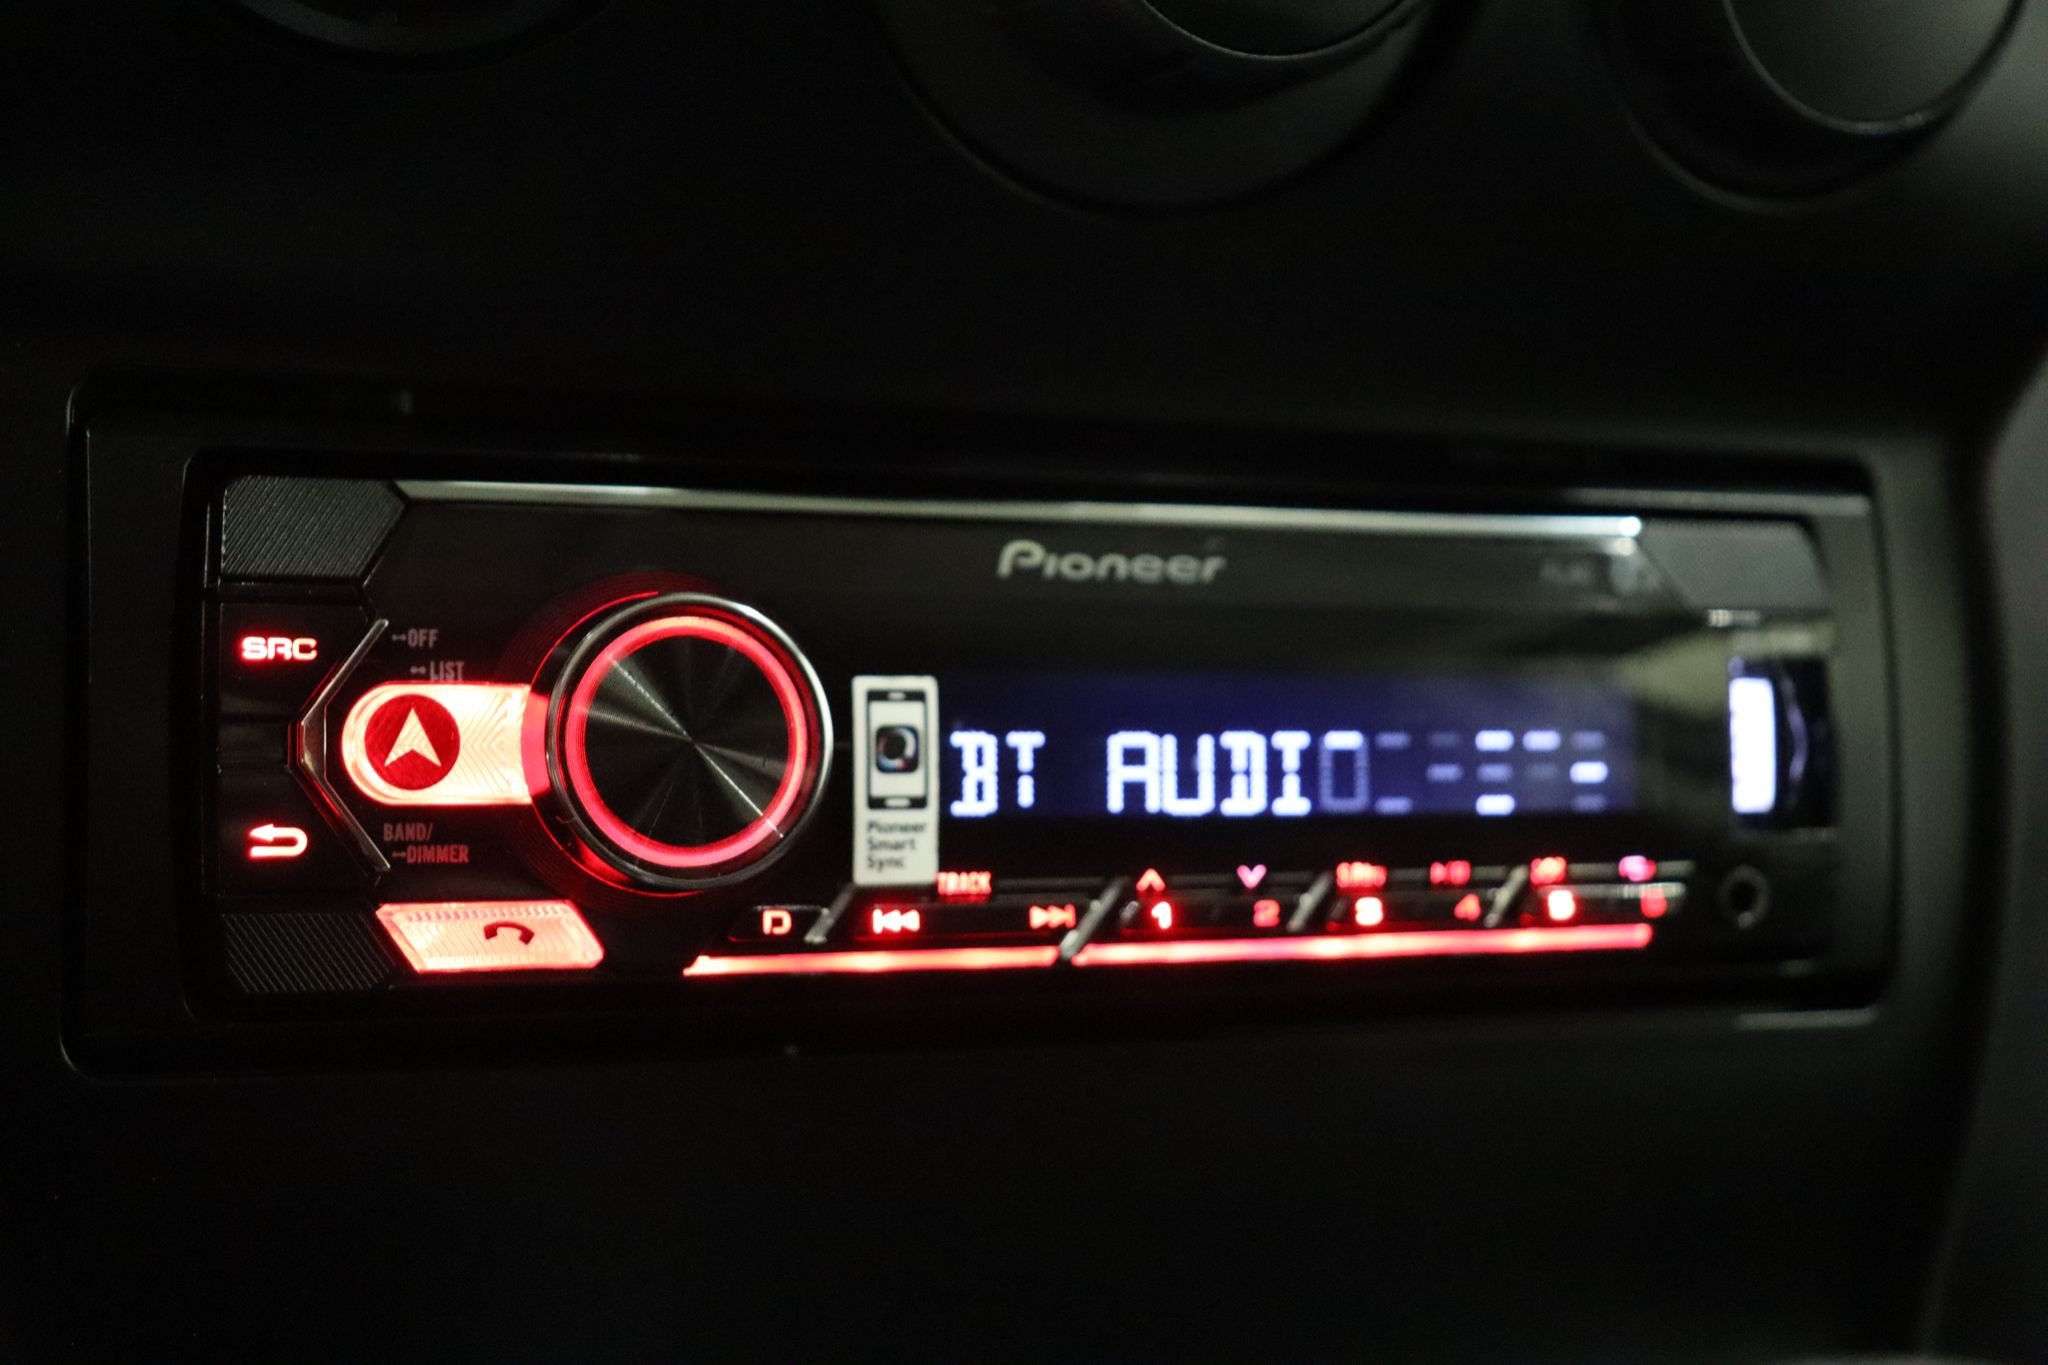 Pioneer
SRC
OFF
LIST
BT AUDIO
BAND/
DIMMER
Pioneer
Smart
Sync
TRACK
D
1 2 3 4 5 6